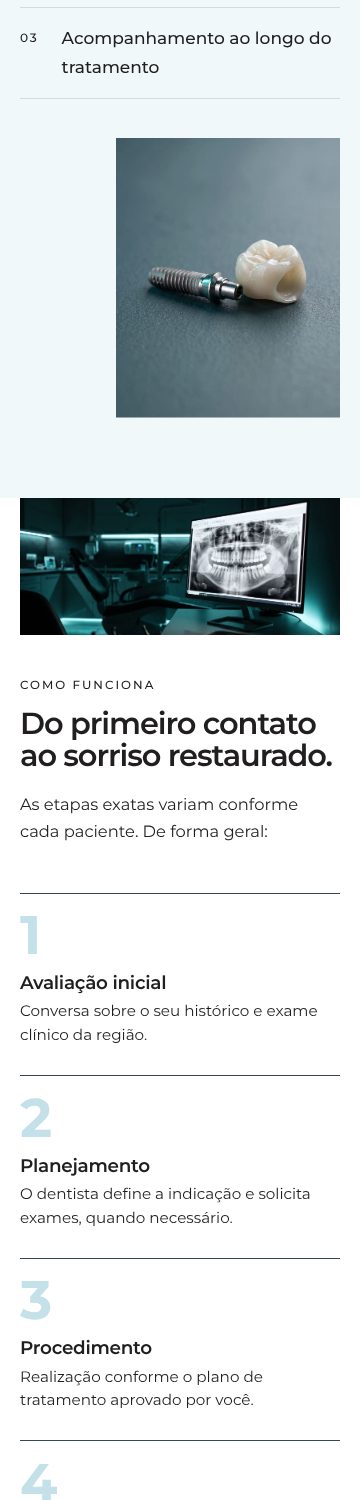 03
Acompanhamento ao longo do
tratamento
COMO FUNCIONA
Do primeiro contato
ao sorriso restaurado.
As etapas exatas variam conforme
cada paciente. De forma geral:
1
Avaliação inicial
Conversa sobre o seu histórico e exame
clínico da região.
2
Planejamento
O dentista define a indicação e solicita
exames, quando necessário.
3
Procedimento
Realização conforme o plano de
tratamento aprovado por você.
4